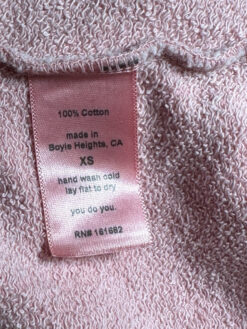 100% Cotton
made in
Boyle Heights, CA
XS
hand wash cold
lay flat to dry
you do you.
RN# 161682